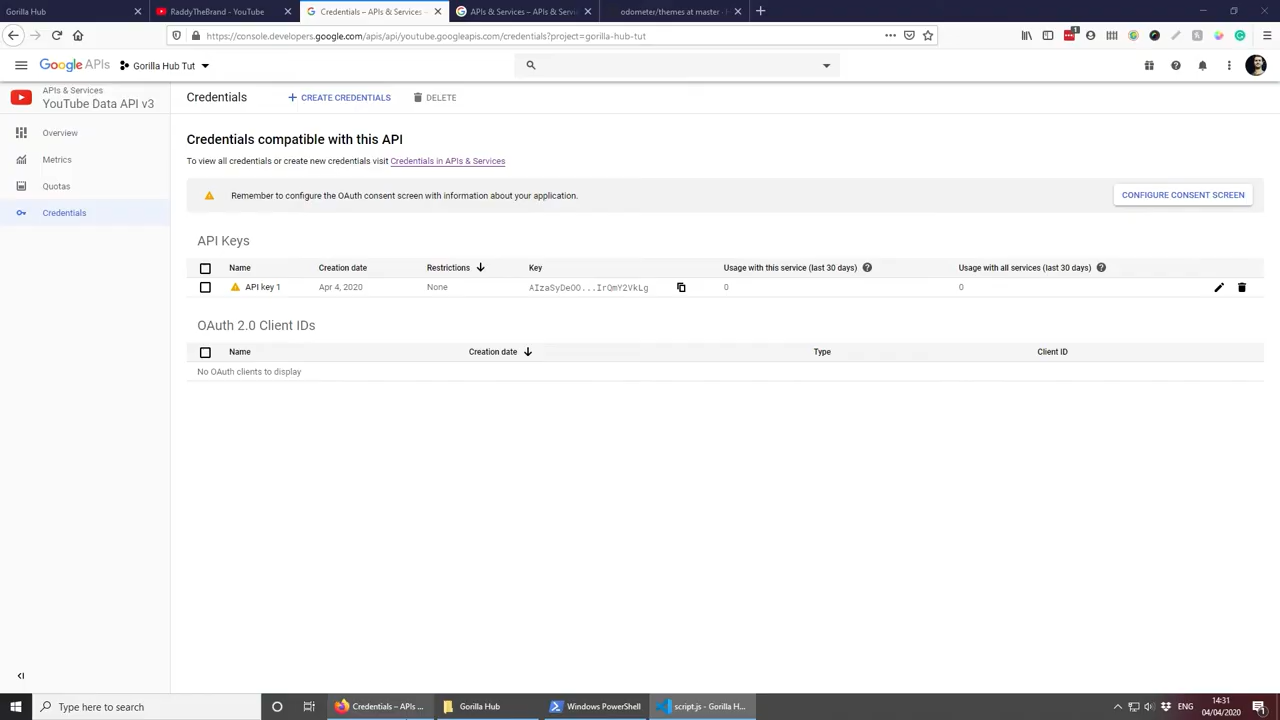 Gorilla Hub
RaddyTheBrand - YouTube
Credentials – APIs & Services –
APIs & Services – APIs & Servi
odometer/themes at master ·
https://console.developers.google.com/apis/api/youtube.googleapis.com/credentials?project=gorilla-hub-tut
Google APIs
Gorilla Hub Tut
APIs & Services
YouTube Data API v3
Credentials
CREATE CREDENTIALS
DELETE
Overview
Metrics
Quotas
Credentials
Credentials compatible with this API
To view all credentials or create new credentials visit Credentials in APIs & Services
Remember to configure the OAuth consent screen with information about your application.
CONFIGURE CONSENT SCREEN
API Keys
Name Creation date Restrictions Key Usage with this service (last 30 days) Usage with all services (last 30 days)
API key 1 Apr 4, 2020 None AIzaSyDeOO...IrQmY2VkLg 0 0
OAuth 2.0 Client IDs
Name Creation date Type Client ID
No OAuth clients to display
Type here to search
Credentials – APIs ...
Gorilla Hub
Windows PowerShell
script.js - Gorilla H...
ENG
14:31
04/04/2020